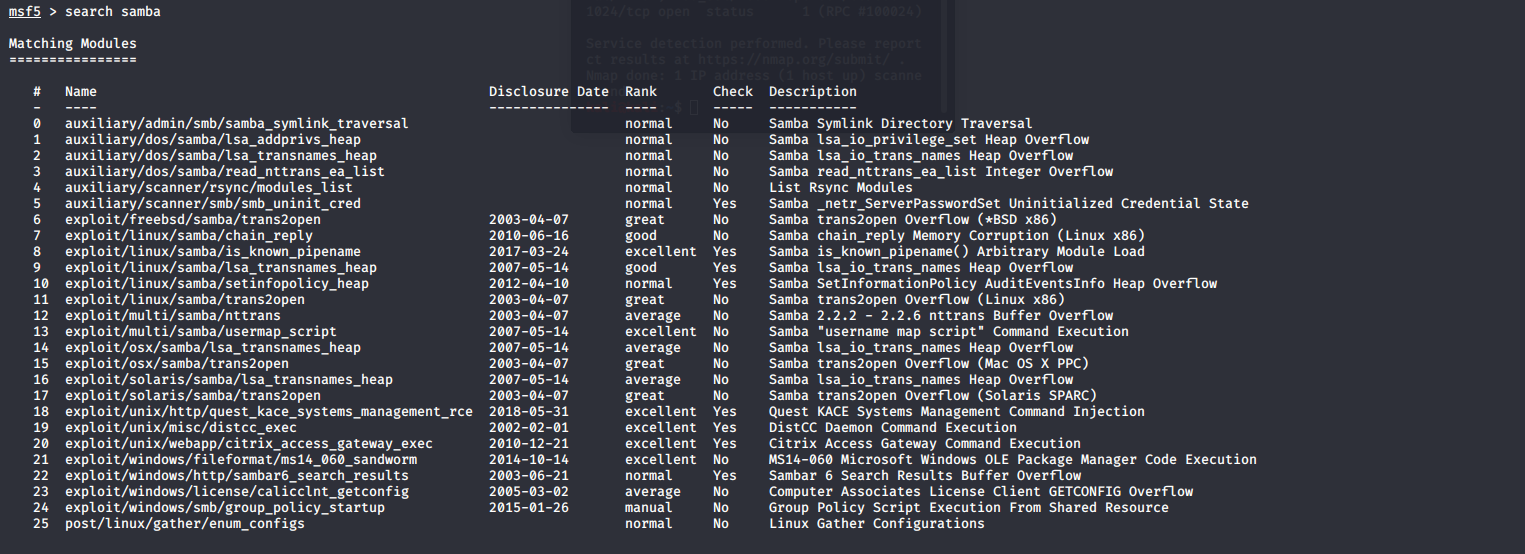 msf5 > search samba
1024/tcp open  status     1 (RPC #100024)
Matching Modules
================
Service detection performed. Please report
ct results at https://nmap.org/submit/ .
Nmap done: 1 IP address (1 host up) scanne
   #   Name                                               Disclosure Date  Rank       Check  Description
   -   ----                                               ---------------  ----       -----  -----------
   0   auxiliary/admin/smb/samba_symlink_traversal                         normal     No     Samba Symlink Directory Traversal
   1   auxiliary/dos/samba/lsa_addprivs_heap                               normal     No     Samba lsa_io_privilege_set Heap Overflow
   2   auxiliary/dos/samba/lsa_transnames_heap                             normal     No     Samba lsa_io_trans_names Heap Overflow
   3   auxiliary/dos/samba/read_nttrans_ea_list                            normal     No     Samba read_nttrans_ea_list Integer Overflow
   4   auxiliary/scanner/rsync/modules_list                                normal     No     List Rsync Modules
   5   auxiliary/scanner/smb/smb_uninit_cred                               normal     Yes    Samba _netr_ServerPasswordSet Uninitialized Credential State
   6   exploit/freebsd/samba/trans2open                   2003-04-07       great      No     Samba trans2open Overflow (*BSD x86)
   7   exploit/linux/samba/chain_reply                    2010-06-16       good       No     Samba chain_reply Memory Corruption (Linux x86)
   8   exploit/linux/samba/is_known_pipename              2017-03-24       excellent  Yes    Samba is_known_pipename() Arbitrary Module Load
   9   exploit/linux/samba/lsa_transnames_heap            2007-05-14       good       Yes    Samba lsa_io_trans_names Heap Overflow
   10  exploit/linux/samba/setinfopolicy_heap             2012-04-10       normal     Yes    Samba SetInformationPolicy AuditEventsInfo Heap Overflow
   11  exploit/linux/samba/trans2open                     2003-04-07       great      No     Samba trans2open Overflow (Linux x86)
   12  exploit/multi/samba/nttrans                        2003-04-07       average    No     Samba 2.2.2 - 2.2.6 nttrans Buffer Overflow
   13  exploit/multi/samba/usermap_script                 2007-05-14       excellent  No     Samba "username map script" Command Execution
   14  exploit/osx/samba/lsa_transnames_heap              2007-05-14       average    No     Samba lsa_io_trans_names Heap Overflow
   15  exploit/osx/samba/trans2open                       2003-04-07       great      No     Samba trans2open Overflow (Mac OS X PPC)
   16  exploit/solaris/samba/lsa_transnames_heap          2007-05-14       average    No     Samba lsa_io_trans_names Heap Overflow
   17  exploit/solaris/samba/trans2open                   2003-04-07       great      No     Samba trans2open Overflow (Solaris SPARC)
   18  exploit/unix/http/quest_kace_systems_management_rce  2018-05-31     excellent  Yes    Quest KACE Systems Management Command Injection
   19  exploit/unix/misc/distcc_exec                      2002-02-01       excellent  Yes    DistCC Daemon Command Execution
   20  exploit/unix/webapp/citrix_access_gateway_exec     2010-12-21       excellent  Yes    Citrix Access Gateway Command Execution
   21  exploit/windows/fileformat/ms14_060_sandworm       2014-10-14       excellent  No     MS14-060 Microsoft Windows OLE Package Manager Code Execution
   22  exploit/windows/http/sambar6_search_results        2003-06-21       normal     Yes    Sambar 6 Search Results Buffer Overflow
   23  exploit/windows/license/calicclnt_getconfig        2005-03-02       average    No     Computer Associates License Client GETCONFIG Overflow
   24  exploit/windows/smb/group_policy_startup           2015-01-26       manual     No     Group Policy Script Execution From Shared Resource
   25  post/linux/gather/enum_configs                                      normal     No     Linux Gather Configurations